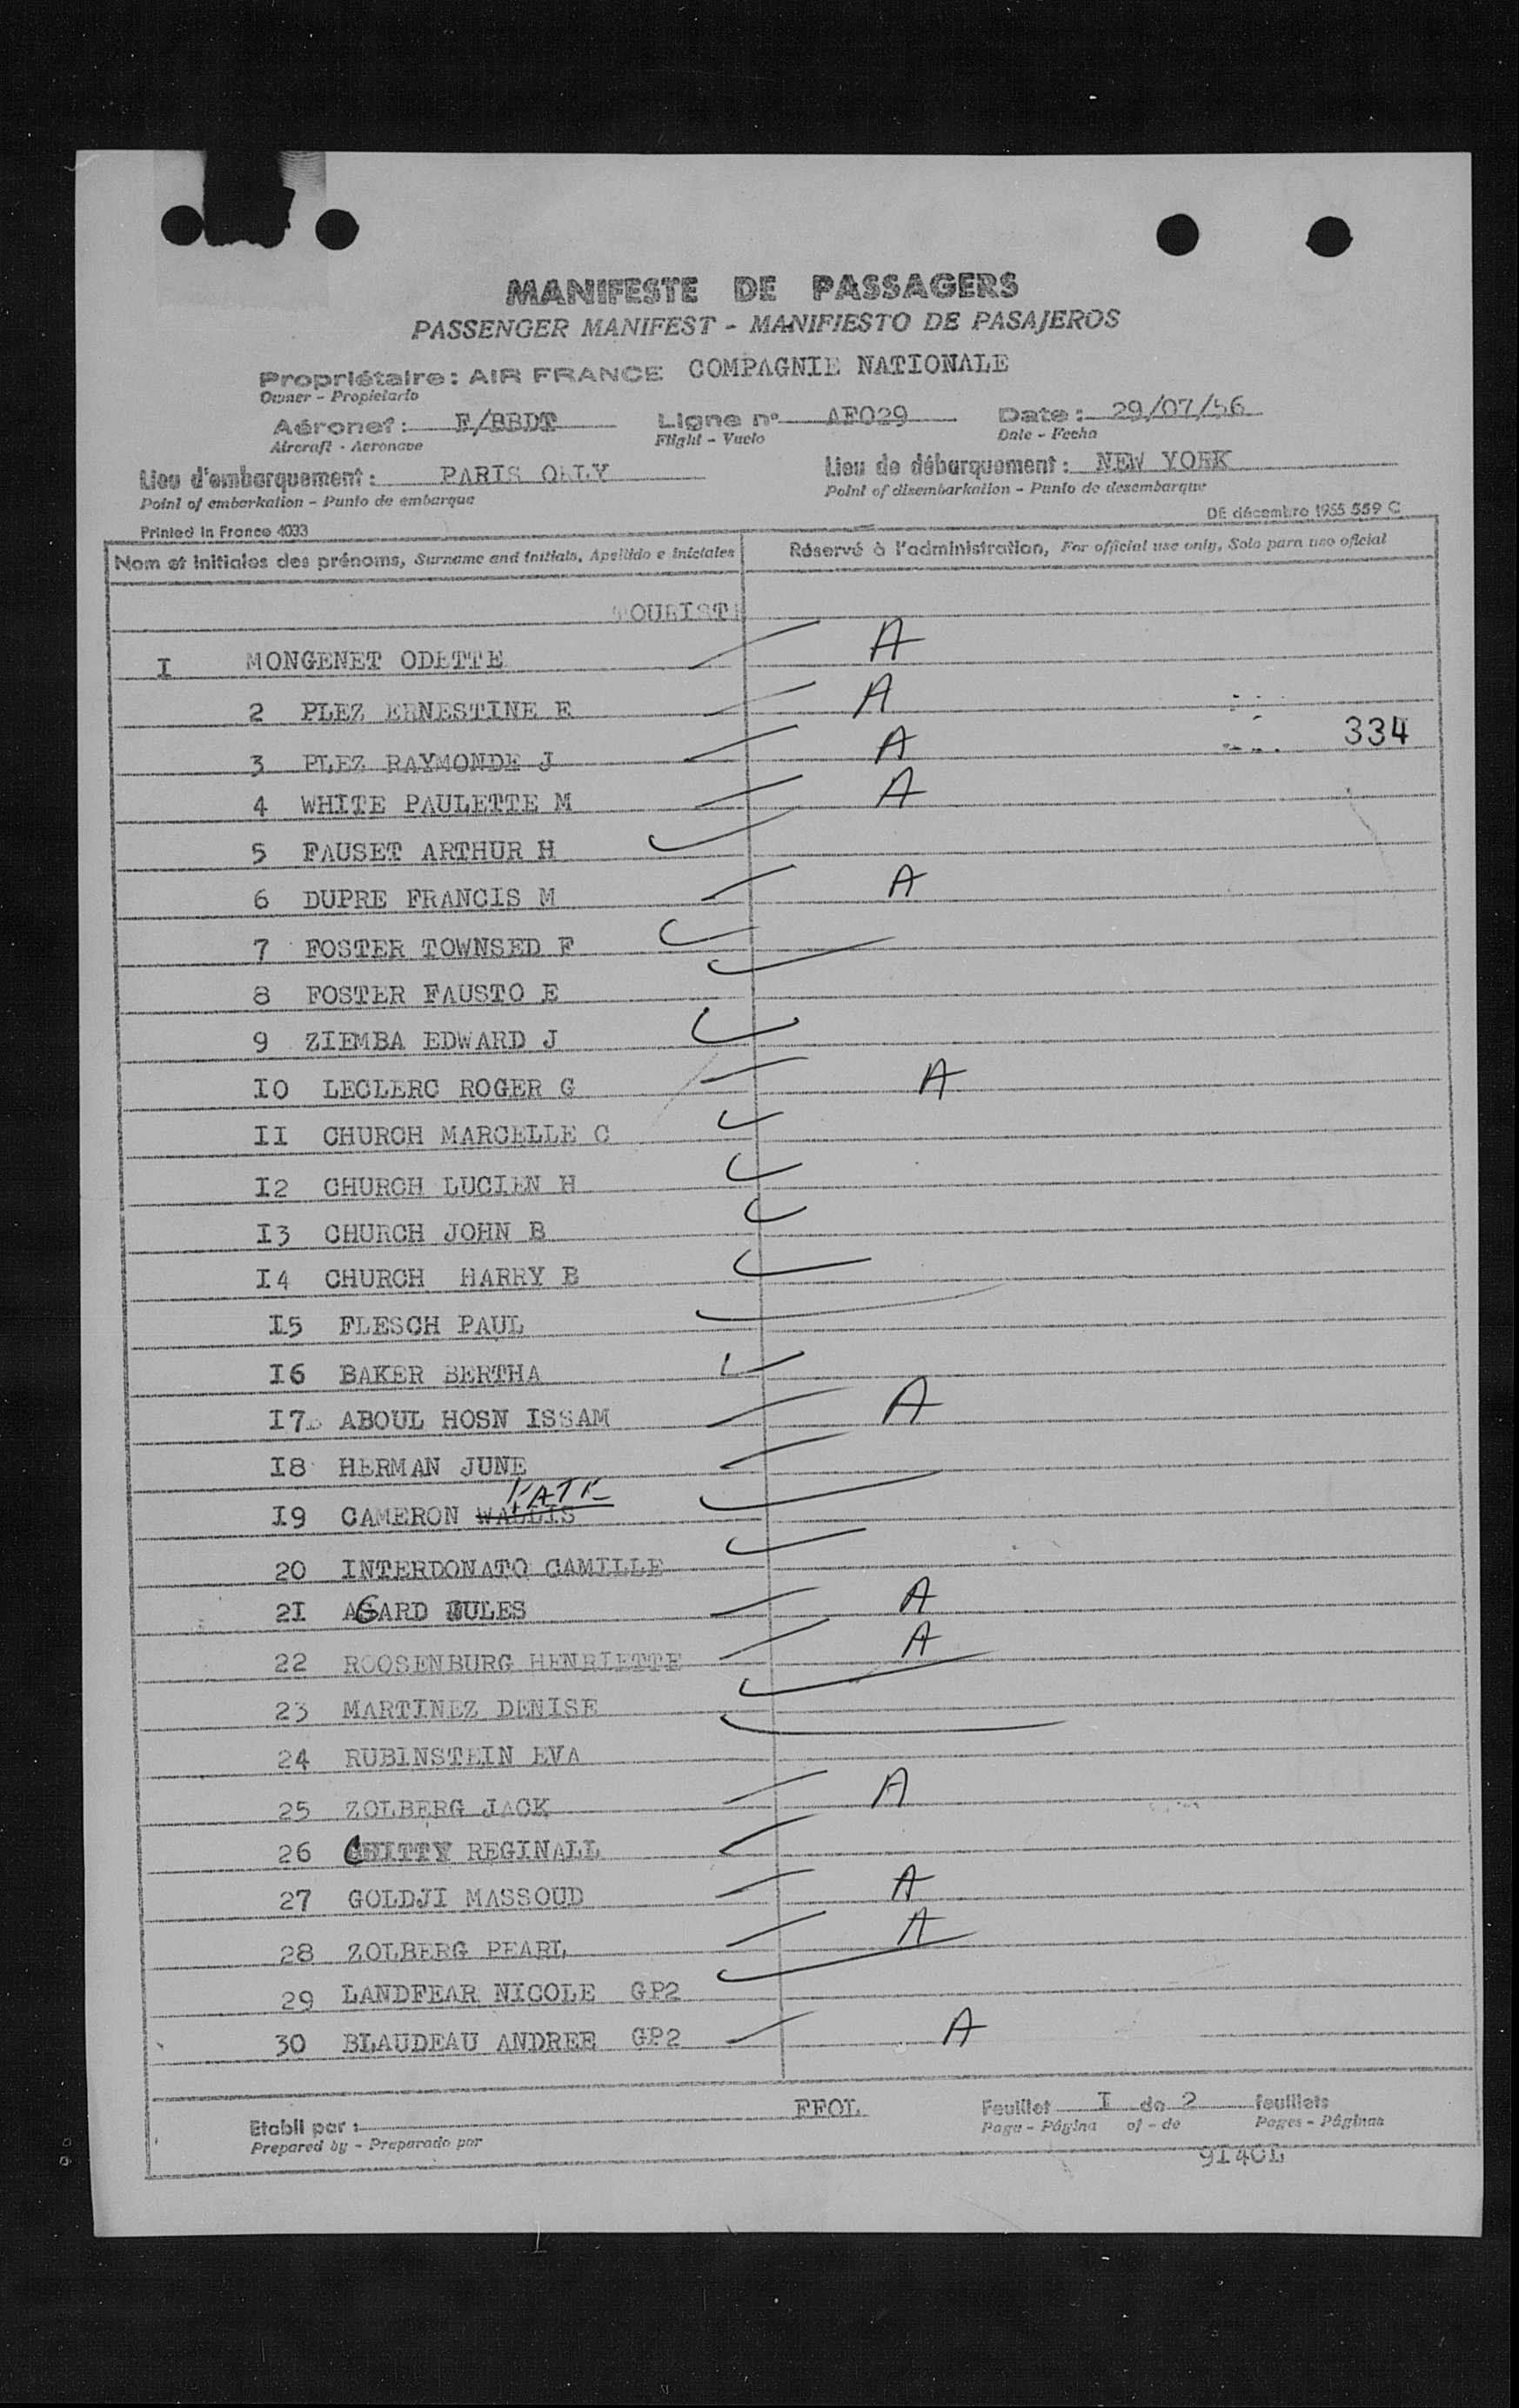 MANIFESTE DE PASSAGERS
PASSENGER MANIFEST - MANIFIESTO DE PASAJEROS
Propriétaire: AIR FRANCE COMPAGNIE NATIONALE
Owner - Propietario
Aéronef: F/BBDT Ligne n° AF029 Date: 29/07/56
Aircraft - Aeronave Flight - Vuelo Date - Fecha
Lieu d'embarquement: PARIS ORLY Lieu de débarquement: NEW YORK
Point of embarkation - Punto de embarque Point of disembarkation - Punto de desembarque
Printed in France 4033 DE décembre 1955 559 C
Nom et initiales des prénoms, Surname and initials, Apellido e iniciales Réservé à l'administration, For official use only, Solo para uso oficial
TOURISTE
I MONGENET ODETTE A
2 PLEZ ERNESTINE E A
3 PLEZ RAYMONDE J A 334
4 WHITE PAULETTE M A
5 FAUSET ARTHUR H
6 DUPRE FRANCIS M A
7 FOSTER TOWNSED F
8 FOSTER FAUSTO E
9 ZIEMBA EDWARD J
IO LECLERC ROGER G A
II CHURCH MARCELLE C
I2 CHURCH LUCIEN H
I3 CHURCH JOHN B
I4 CHURCH HARRY B
I5 FLESCH PAUL
I6 BAKER BERTHA
I7 ABOUL HOSN ISSAM A
I8 HERMAN JUNE
I9 CAMERON WALLIS
20 INTERDONATO CAMILLE
2I AGARD JULES A
22 ROOSENBURG HENRIETTE A
23 MARTINEZ DENISE
24 RUBINSTEIN EVA
25 ZOLBERG JACK A
26 CHITTY REGINALL
27 GOLDJI MASSOUD A
28 ZOLBERG PEARL A
29 LANDFEAR NICOLE GP2
30 BLAUDEAU ANDREE GP2 A
Etabli par: FFOL Feuillet I de 2 feuillets
Prepared by - Preparado por Page - Página of - de Pages - Páginas
9I40L